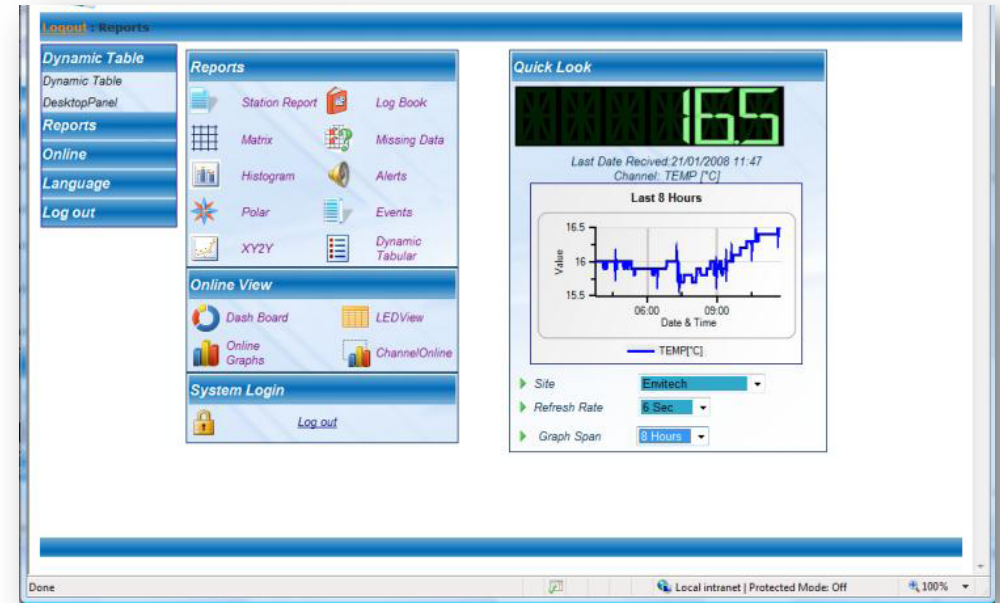 Logout : Reports
Dynamic Table
Dynamic Table
DesktopPanel
Reports
Online
Language
Log out
Reports
Station Report
Log Book
Matrix
Missing Data
Histogram
Alerts
Polar
Events
XY2Y
Dynamic
Tabular
Online View
Dash Board
LEDView
Online
Graphs
ChannelOnline
System Login
Log out
Quick Look
16.5
Last Date Recived:21/01/2008 11:47
Channel: TEMP [°C]
Last 8 Hours
16.5
16
15.5
Value
06:00 09:00
Date & Time
TEMP[°C]
Site Envitech
Refresh Rate 6 Sec
Graph Span 8 Hours
Done
Local intranet | Protected Mode: Off
100%